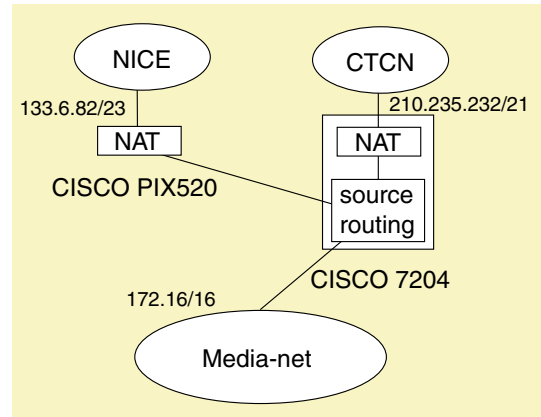 NICE
CTCN
133.6.82/23
210.235.232/21
NAT
NAT
CISCO PIX520
source
routing
CISCO 7204
172.16/16
Media-net